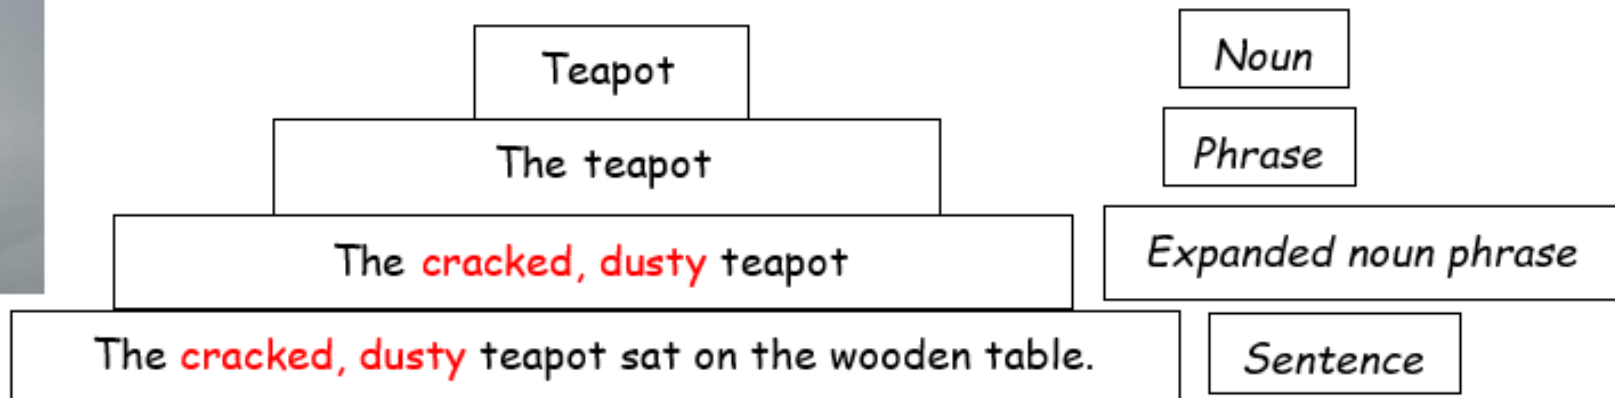 Teapot
Noun
The teapot
Phrase
The cracked, dusty teapot
Expanded noun phrase
The cracked, dusty teapot sat on the wooden table.
Sentence